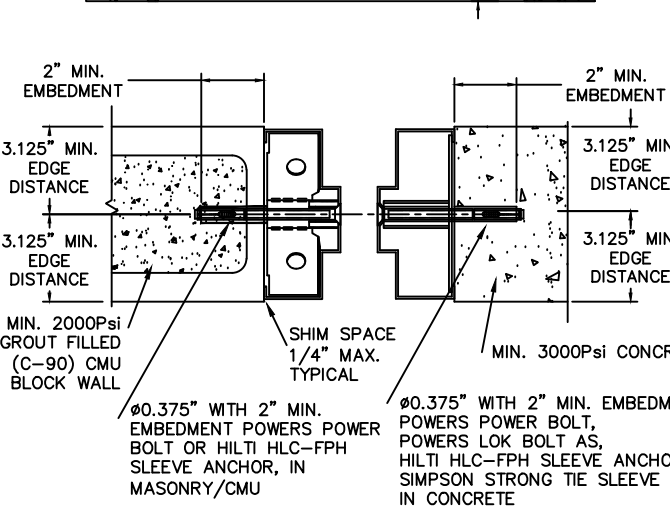 2" MIN.
EMBEDMENT
2" MIN.
EMBEDMENT
3.125" MIN.
EDGE
DISTANCE
3.125" MIN.
EDGE
DISTANCE
3.125" MIN
EDGE
DISTANCE
3.125" MIN
EDGE
DISTANCE
MIN. 2000Psi
GROUT FILLED
(C-90) CMU
BLOCK WALL
SHIM SPACE
1/4" MAX.
TYPICAL
MIN. 3000Psi CONCR
ø0.375" WITH 2" MIN.
EMBEDMENT POWERS POWER
BOLT OR HILTI HLC-FPH
SLEEVE ANCHOR, IN
MASONRY/CMU
ø0.375" WITH 2" MIN. EMBEDM
POWERS POWER BOLT,
POWERS LOK BOLT AS,
HILTI HLC-FPH SLEEVE ANCHO
SIMPSON STRONG TIE SLEEVE
IN CONCRETE